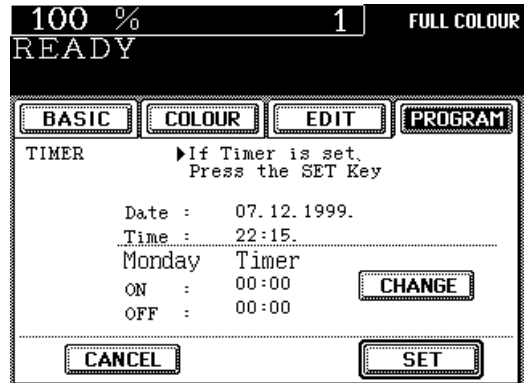 100 % 1 FULL COLOUR
READY
BASIC COLOUR EDIT PROGRAM
TIMER ▶If Timer is set,
Press the SET Key
Date : 07.12.1999.
Time : 22:15.
Monday Timer
ON : 00:00
CHANGE
OFF : 00:00
CANCEL SET